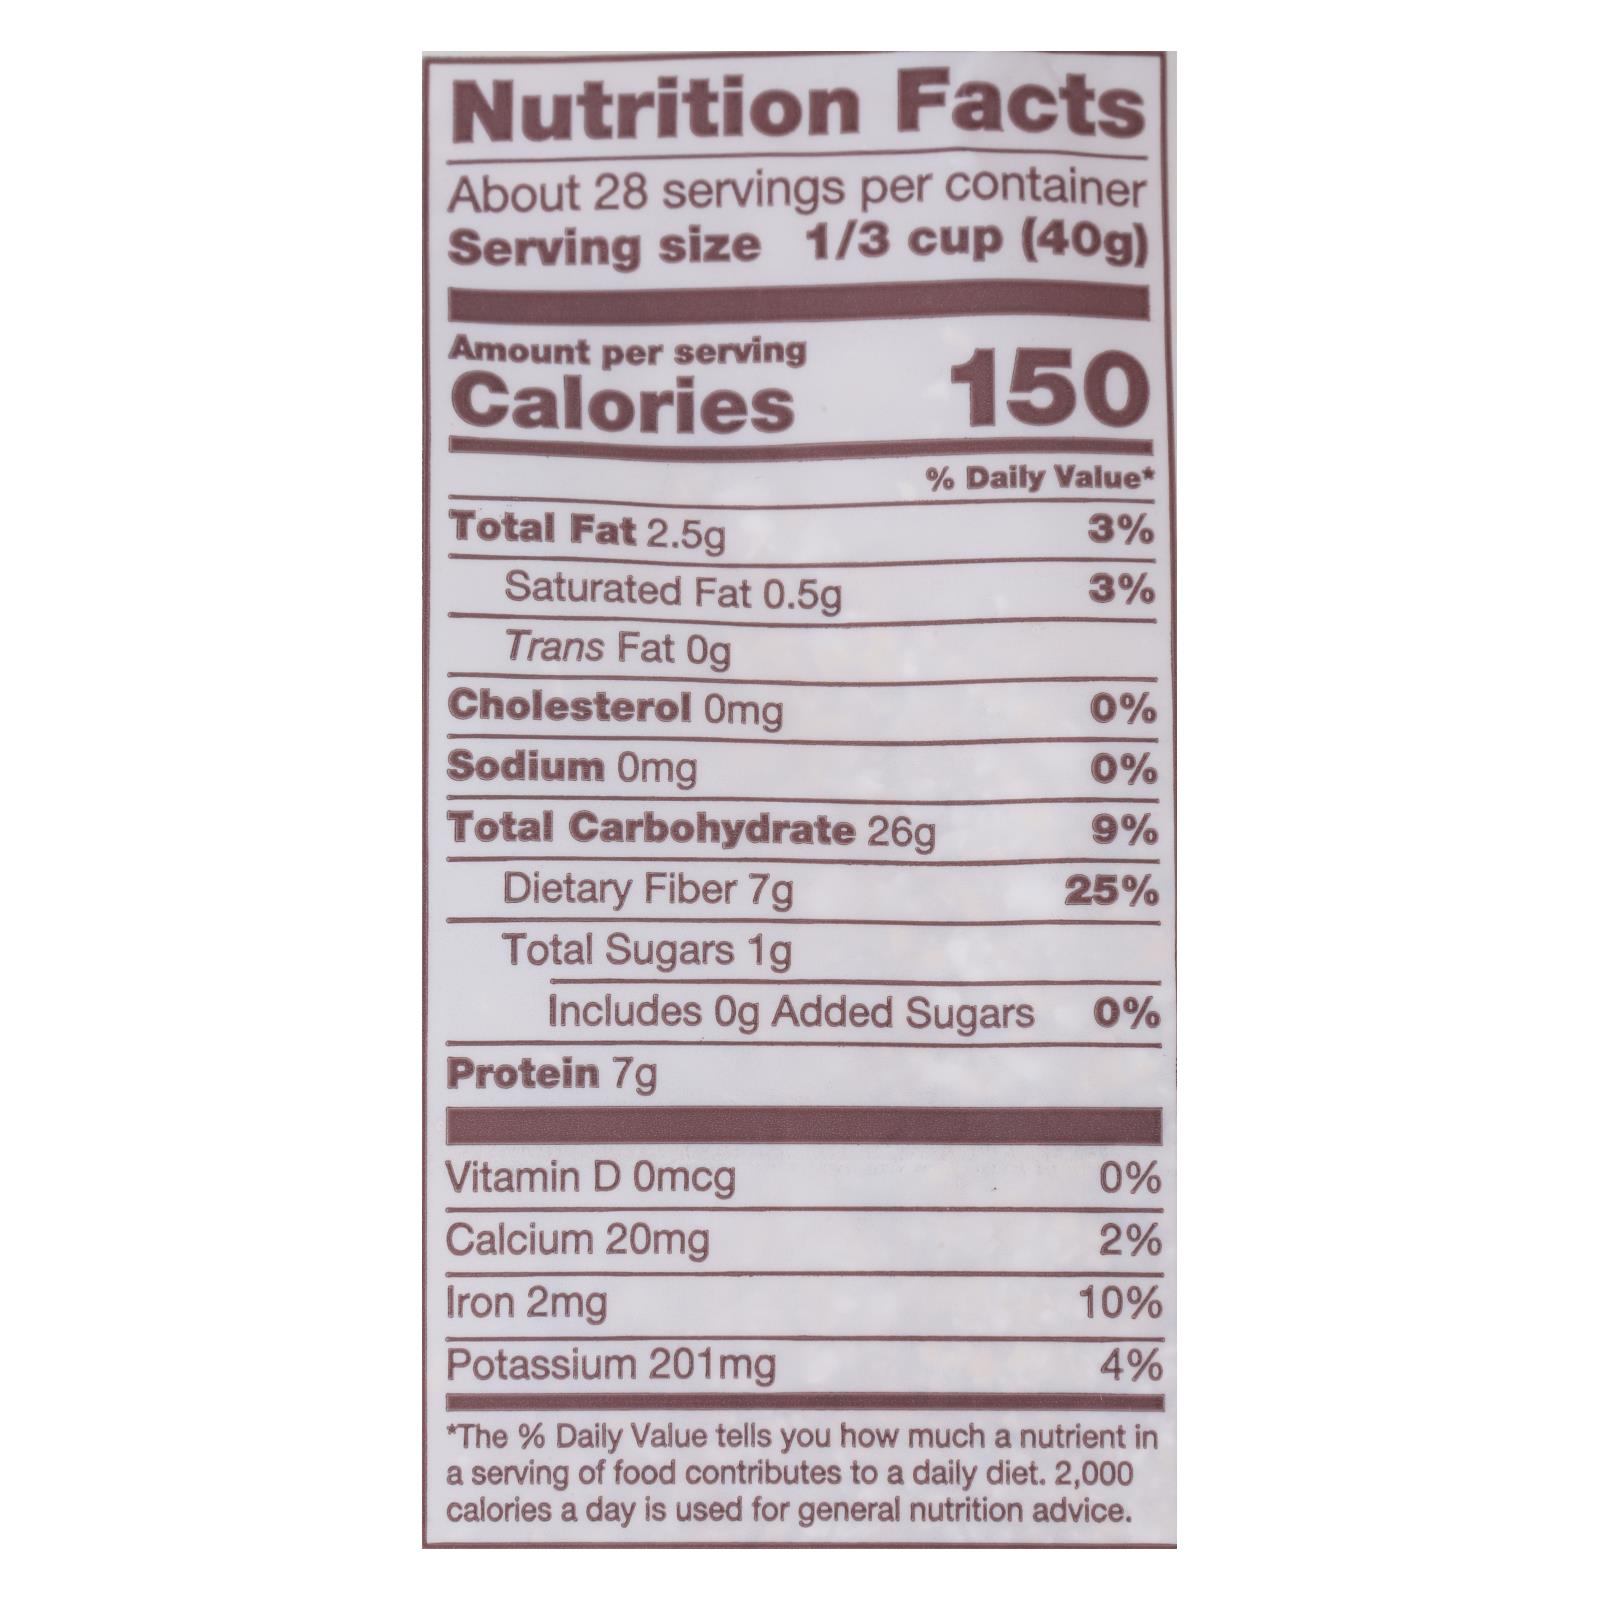 Nutrition Facts
About 28 servings per container
Serving size 1/3 cup (40g)
Amount per serving
Calories 150
% Daily Value*
Total Fat 2.5g 3%
Saturated Fat 0.5g 3%
Trans Fat 0g
Cholesterol 0mg 0%
Sodium 0mg 0%
Total Carbohydrate 26g 9%
Dietary Fiber 7g 25%
Total Sugars 1g
Includes 0g Added Sugars 0%
Protein 7g
Vitamin D 0mcg 0%
Calcium 20mg 2%
Iron 2mg 10%
Potassium 201mg 4%
*The % Daily Value tells you how much a nutrient in
a serving of food contributes to a daily diet. 2,000
calories a day is used for general nutrition advice.